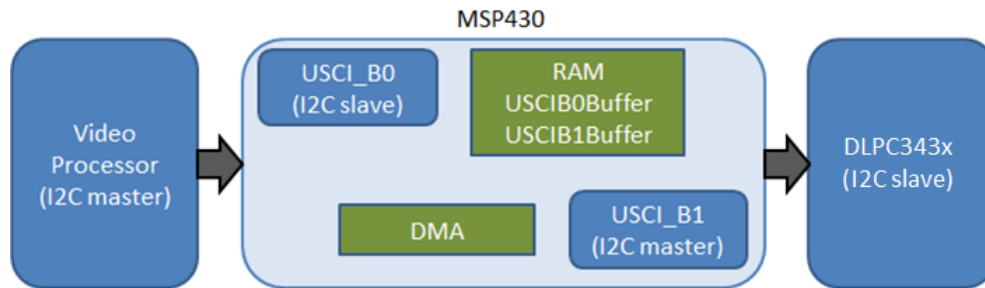 MSP430
Video
Processor
(I2C master)
USCI_B0
(I2C slave)
RAM
USCIB0Buffer
USCIB1Buffer
DMA
USCI_B1
(I2C master)
DLPC343x
(I2C slave)